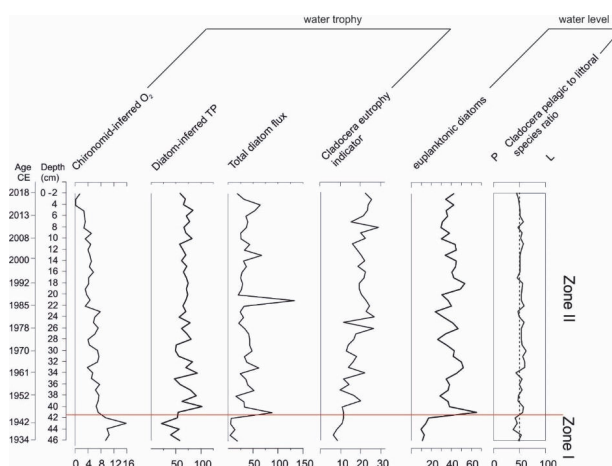 water trophy
water level
Chironomid-inferred O₂
Diatom-inferred TP
Total diatom flux
Cladocera eutrophy
indicator
euplanktonic diatoms
P Cladocera pelagic to littoral
species ratio
L
Age
CE
Depth
(cm)
2018 0-2
4
2013 6
8
2008 10
12
2000 14
16
1992 18
20
1985 22
24
1978 26
28
1970 30
32
1961 34
36
1952 38
40
1942 42
44
1934 46
Zone II
Zone I
0 4 8 12 16
50 100
0 50 100 150
0 10 20 30
20 40 60
0 50 100